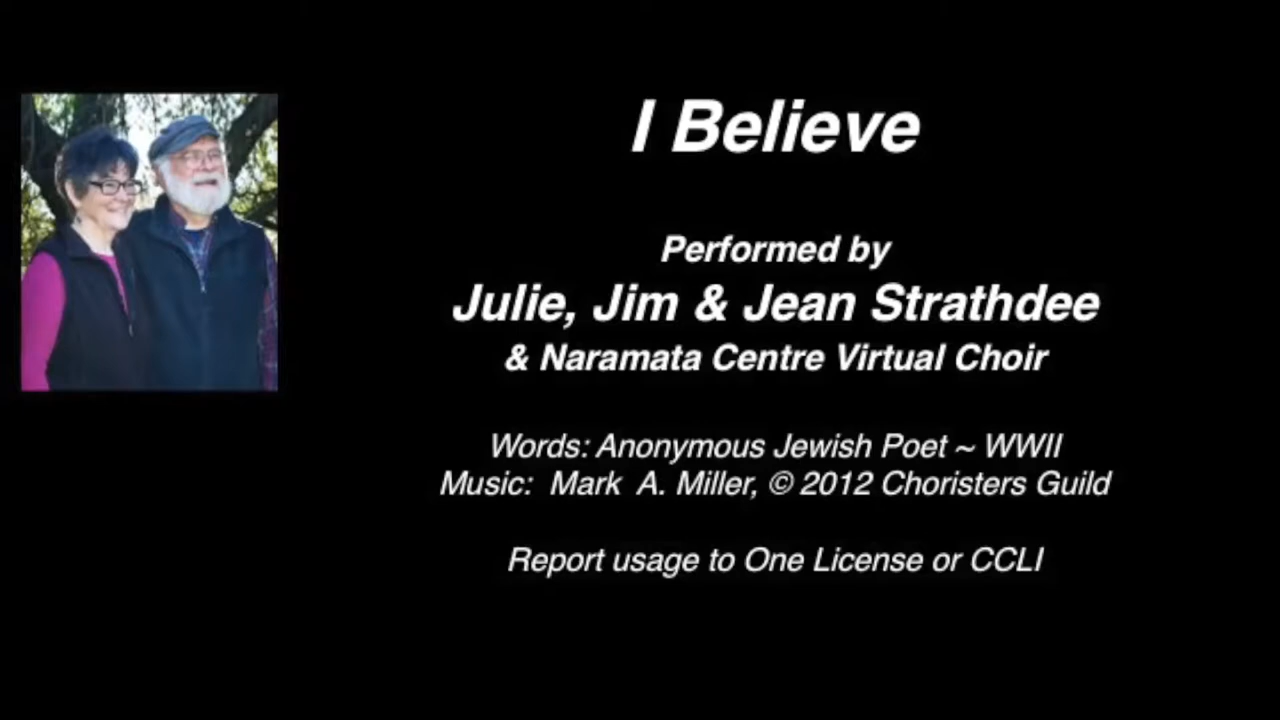 I Believe
Performed by
Julie, Jim & Jean Strathdee
& Naramata Centre Virtual Choir
Words: Anonymous Jewish Poet ~ WWII
Music:  Mark  A. Miller, © 2012 Choristers Guild
Report usage to One License or CCLI